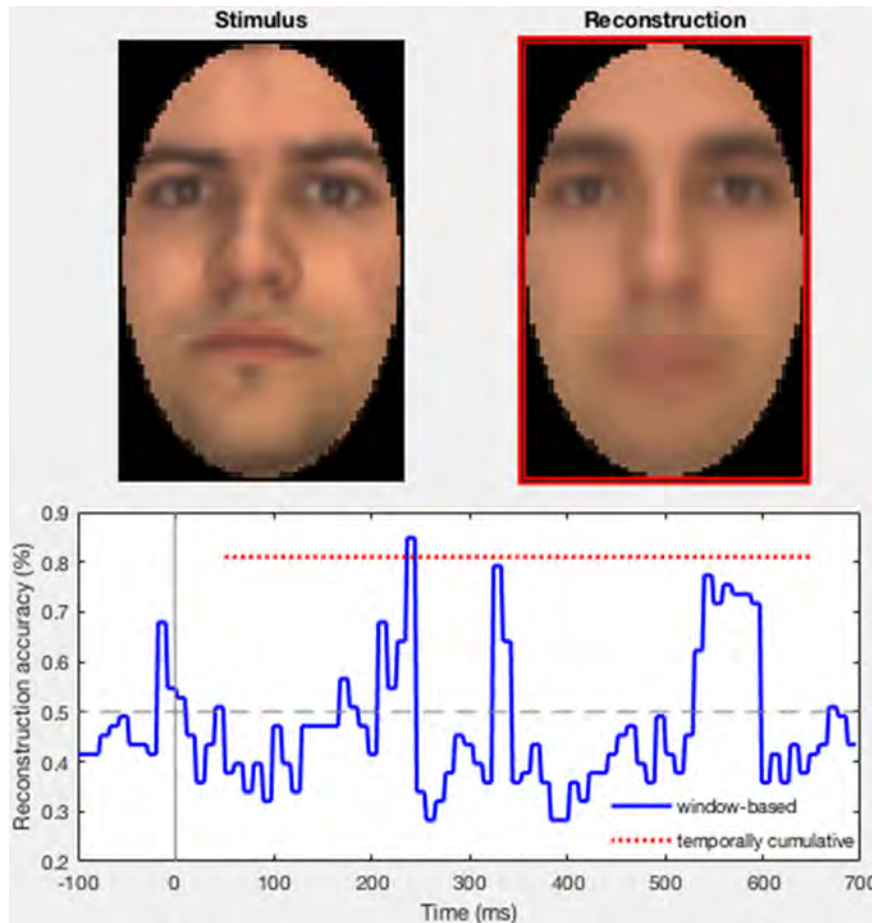 Stimulus
Reconstruction
Reconstruction accuracy (%)
0.9
0.8
0.7
0.6
0.5
0.4
0.3
0.2
window-based
temporally cumulative
-100 0 100 200 300 400 500 600 700
Time (ms)